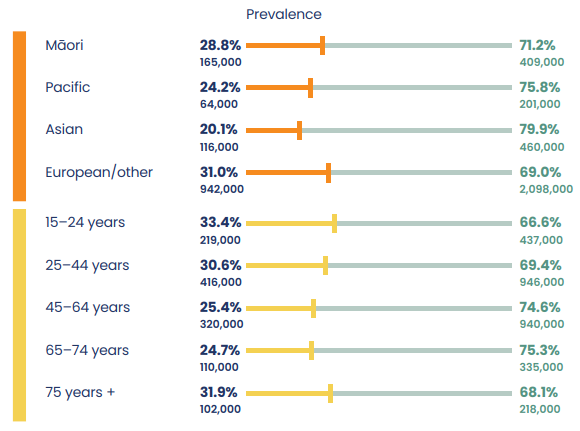 Prevalence
Māori 28.8% 71.2%
165,000 409,000
Pacific 24.2% 75.8%
64,000 201,000
Asian 20.1% 79.9%
116,000 460,000
European/other 31.0% 69.0%
942,000 2,098,000
15–24 years 33.4% 66.6%
219,000 437,000
25–44 years 30.6% 69.4%
416,000 946,000
45–64 years 25.4% 74.6%
320,000 940,000
65–74 years 24.7% 75.3%
110,000 335,000
75 years + 31.9% 68.1%
102,000 218,000